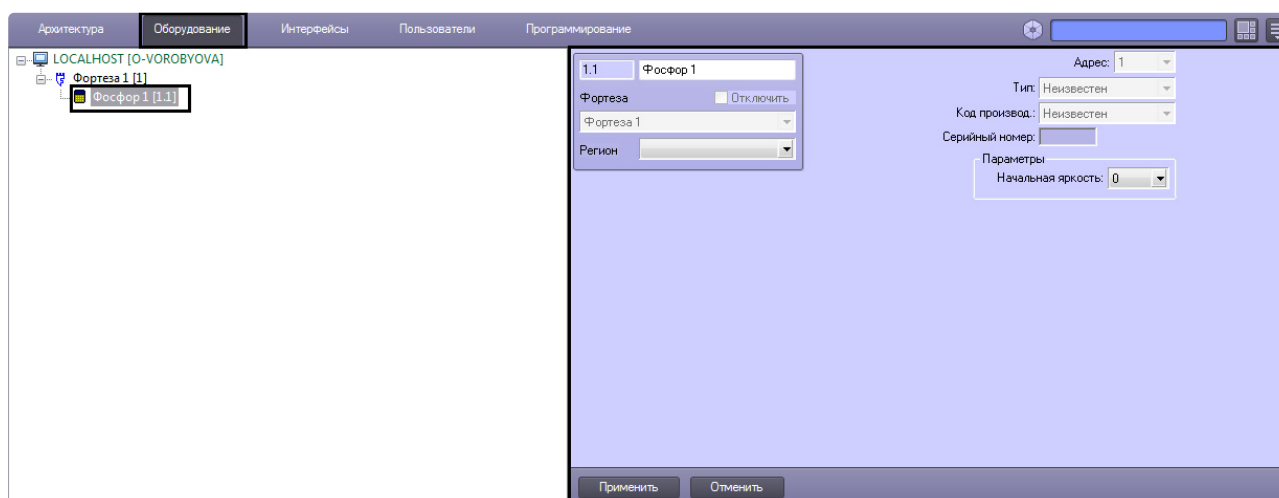 Архитектура Оборудование Интерфейсы Пользователи Программирование
LOCALHOST [O-VOROBYOVA]
Фортеза 1 [1]
Фосфор 1 [1.1]
1.1 Фосфор 1
Фортеза Отключить
Фортеза 1
Регион
Адрес: 1
Тип: Неизвестен
Код производ.: Неизвестен
Серийный номер:
Параметры
Начальная яркость: 0
Применить Отменить